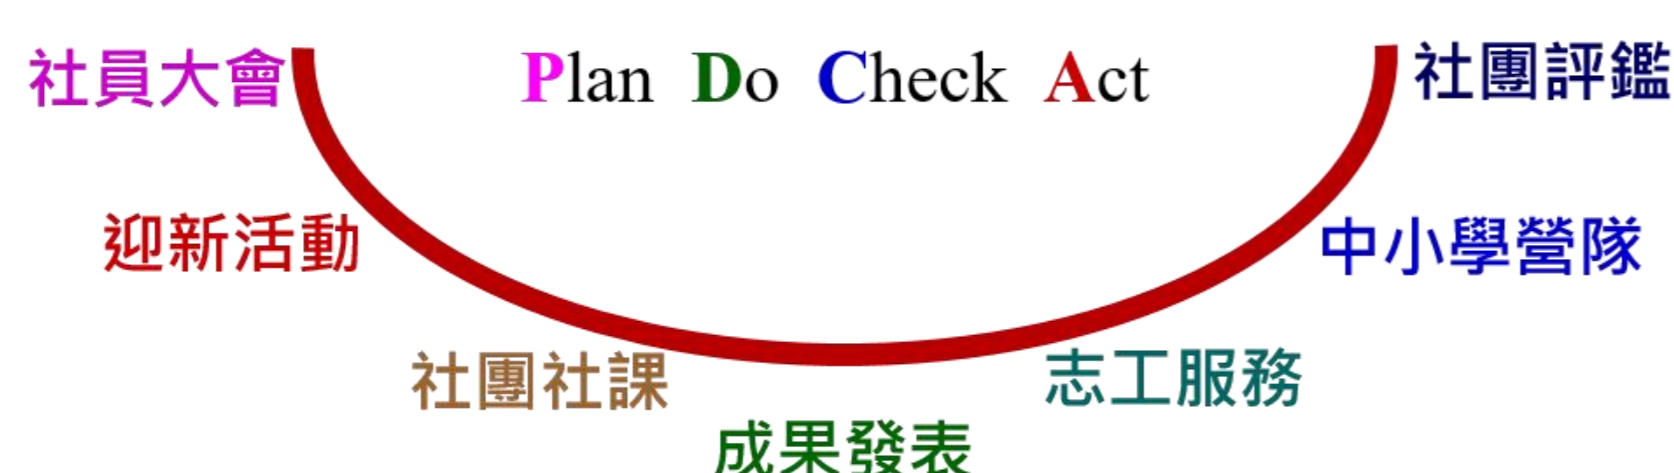 社員大會
Plan Do Check Act
社團評鑑
迎新活動
中小學營隊
社團社課
志工服務
成果發表